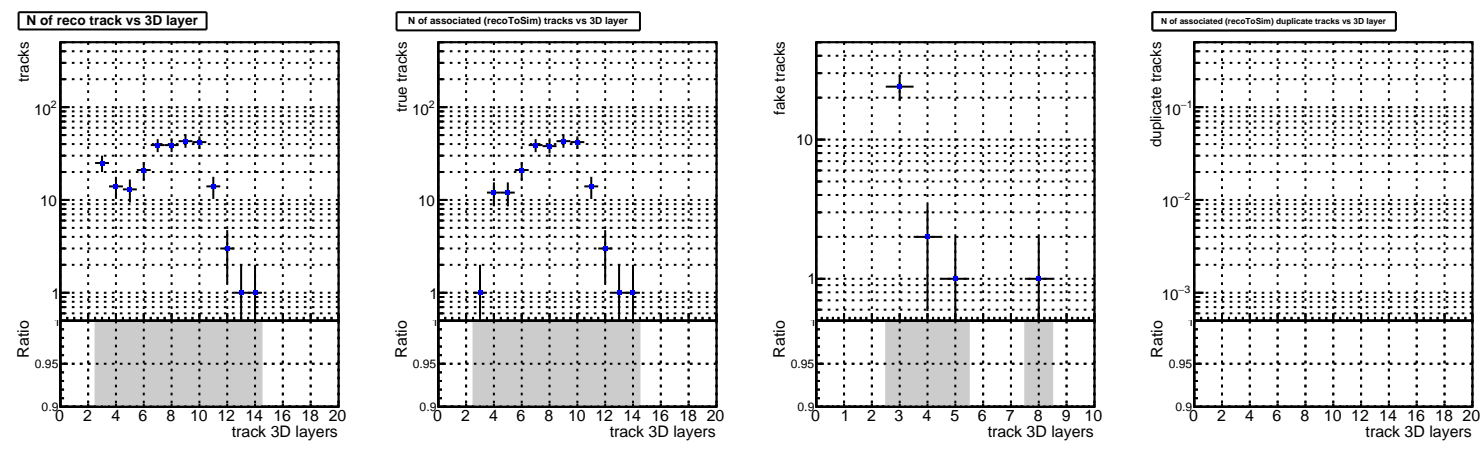 N of reco track vs 3D layer
tracks
10²
10
1
Ratio
0.95
0.9
0 2 4 6 8 10 12 14 16 18 20
track 3D layers
N of associated (recoToSim) tracks vs 3D layer
true tracks
10²
10
1
Ratio
0.95
0.9
0 2 4 6 8 10 12 14 16 18 20
track 3D layers
fake tracks
10
1
Ratio
0.95
0.9
0 1 2 3 4 5 6 7 8 9 10
track 3D layers
N of associated (recoToSim) duplicate tracks vs 3D layer
duplicate tracks
10⁻¹
10⁻²
10⁻³
Ratio
0.95
0.9
0 2 4 6 8 10 12 14 16 18 20
track 3D layers